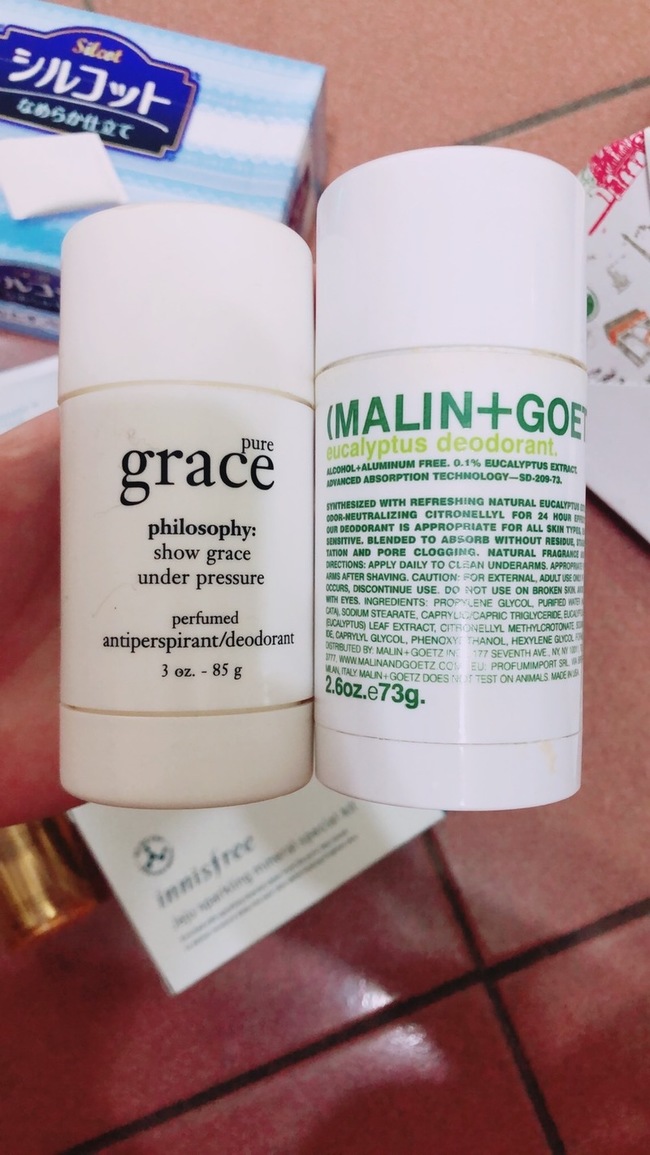 Silcot
シルコット
なめらか仕立て
pure
grace
philosophy:
show grace
under pressure
perfumed
antiperspirant/deodorant
3 oz. - 85 g
(MALIN+GOET
eucalyptus deodorant.
ALCOHOL+ALUMINUM FREE. 0.1% EUCALYPTUS EXTRACT.
ADVANCED ABSORPTION TECHNOLOGY—SD-209-73.
SYNTHESIZED WITH REFRESHING NATURAL EUCALYPTUS
ODOR-NEUTRALIZING CITRONELLYL FOR 24 HOUR
OUR DEODORANT IS APPROPRIATE FOR ALL SKIN TYPES,
SENSITIVE. BLENDED TO ABSORB WITHOUT RESIDUE,
TATION AND PORE CLOGGING. NATURAL FRAGRANCE
DIRECTIONS: APPLY DAILY TO CLEAN UNDERARMS. APPROPRIATE
ARMS AFTER SHAVING. CAUTION: FOR EXTERNAL, ADULT USE ONLY
OCCURS, DISCONTINUE USE. DO NOT USE ON BROKEN SKIN,
WITH EYES. INGREDIENTS: PROPYLENE GLYCOL, PURIFIED WATER
SODIUM STEARATE, CAPRYLIC/CAPRIC TRIGLYCERIDE,
(EUCALYPTUS) LEAF EXTRACT, CITRONELLYL METHYLCROTONATE,
CAPRYLYL GLYCOL, PHENOXYETHANOL, HEXYLENE GLYCOL
DISTRIBUTED BY: MALIN+GOETZ INC. 177 SEVENTH AVE., NY, NY
WWW.MALINANDGOETZ.COM. EU: PROFUMIMPORT SRL.
MILAN, ITALY. MALIN+GOETZ DOES NOT TEST ON ANIMALS. MADE IN USA
2.6oz.e73g.
innisfree
jeju sparkling mineral special kit